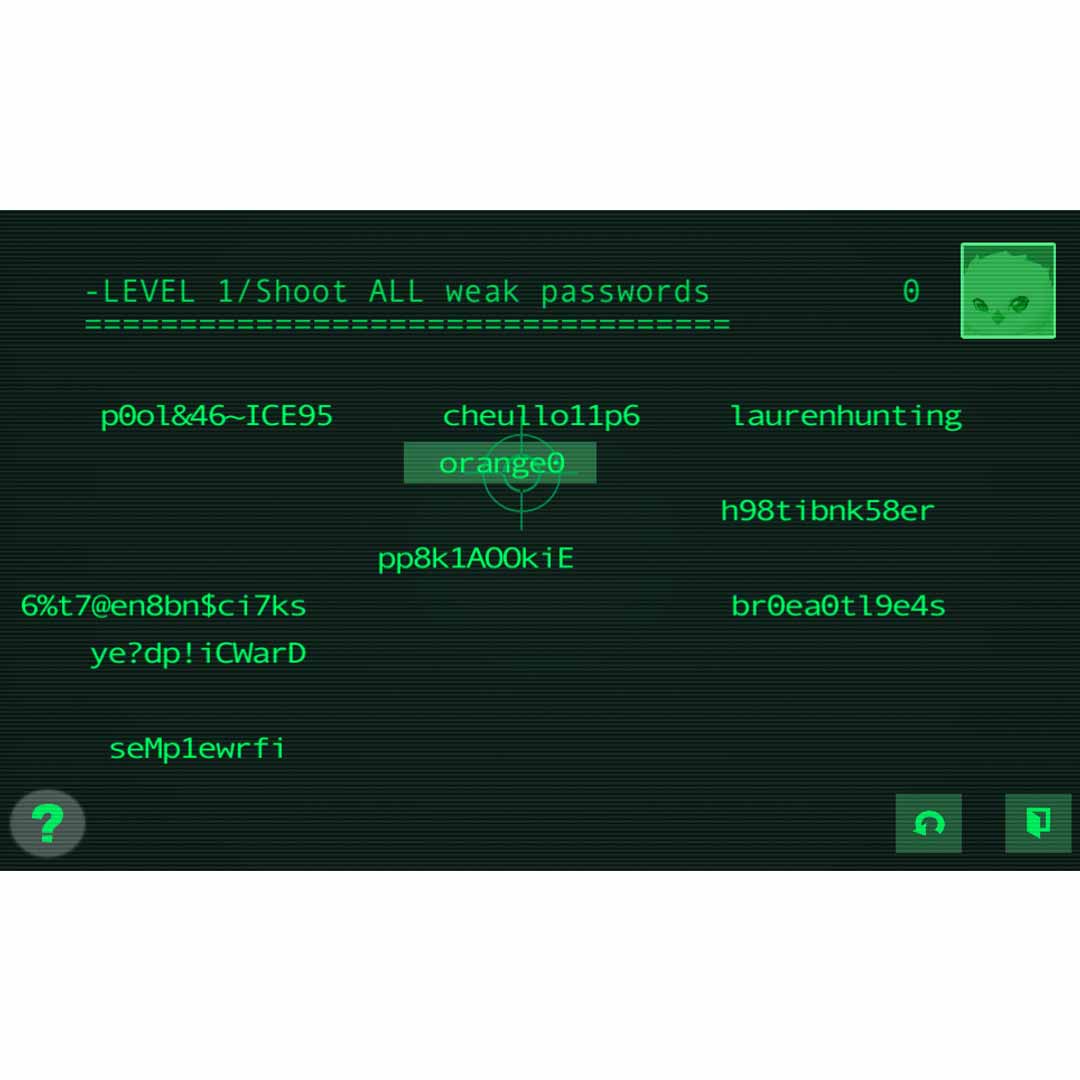 -LEVEL 1/Shoot ALL weak passwords 0
=================================
p0ol&46~ICE95 cheullo11p6 laurenhunting
orange0
h98tibnk58er
pp8k1AOOkiE
6%t7@en8bn$ci7ks br0ea0tl9e4s
ye?dp!iCWarD
seMp1ewrfi
?